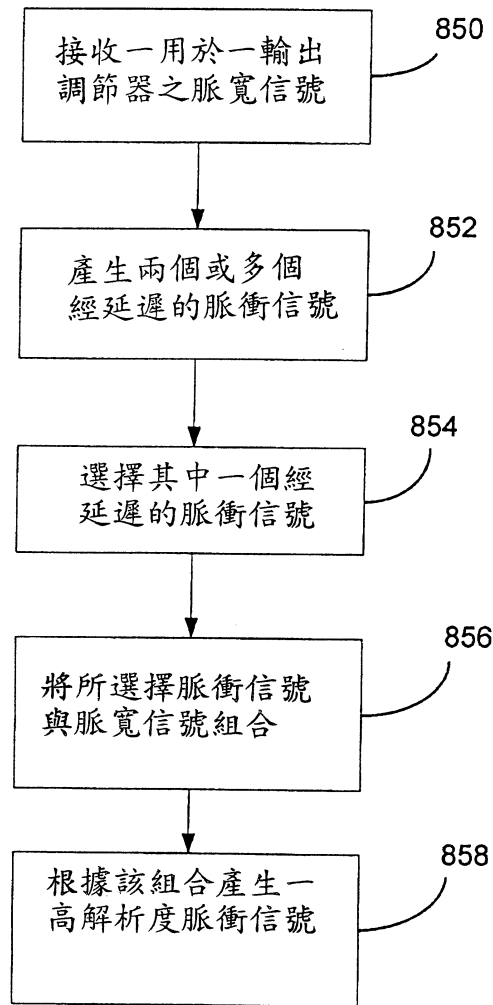 接收一用於一輸出
調節器之脈寬信號
850
產生兩個或多個
經延遲的脈衝信號
852
選擇其中一個經
延遲的脈衝信號
854
將所選擇脈衝信號
與脈寬信號組合
856
根據該組合產生一
高解析度脈衝信號
858